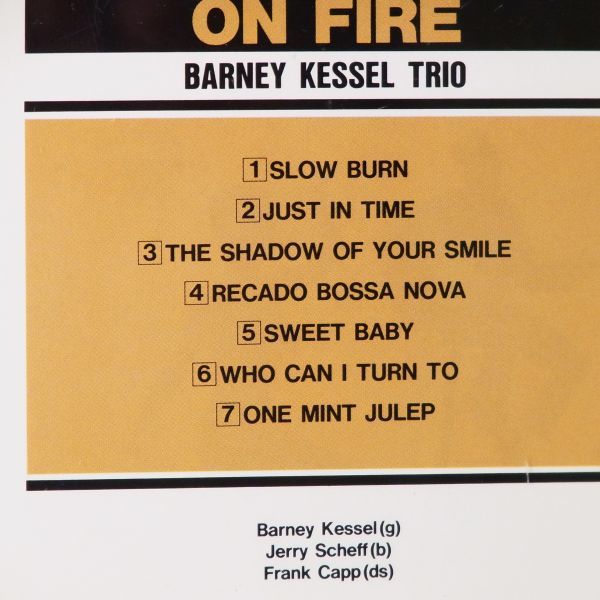 ON FIRE
BARNEY KESSEL TRIO
1 SLOW BURN
2 JUST IN TIME
3 THE SHADOW OF YOUR SMILE
4 RECADO BOSSA NOVA
5 SWEET BABY
6 WHO CAN I TURN TO
7 ONE MINT JULEP
Barney Kessel(g)
Jerry Scheff(b)
Frank Capp(ds)